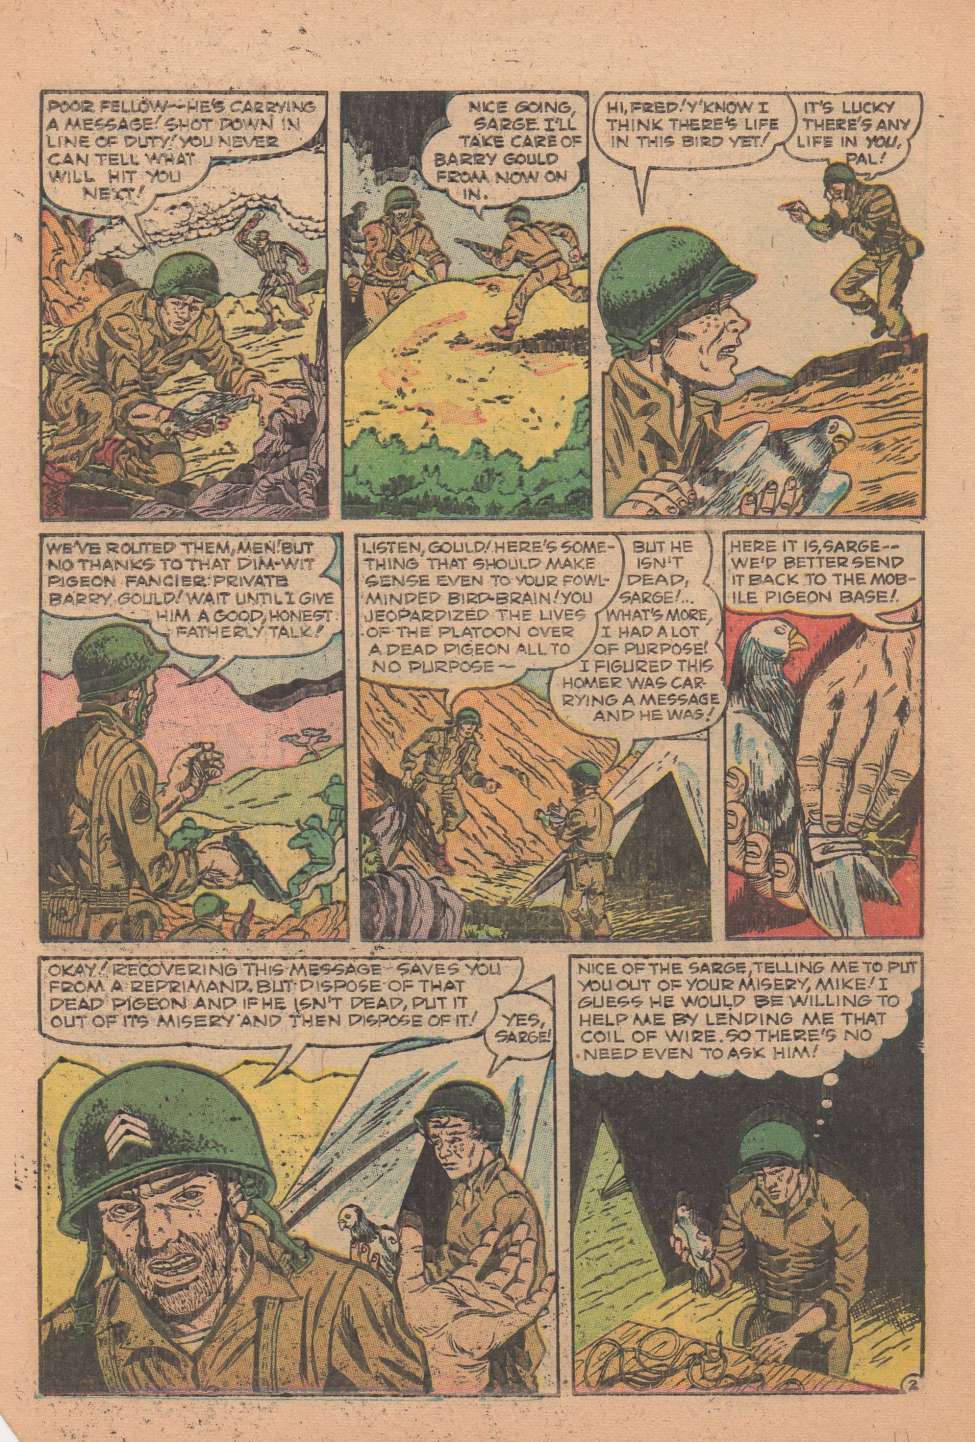 POOR FELLOW--HE'S CARRYING
A MESSAGE! SHOT DOWN IN
LINE OF DUTY! YOU NEVER
CAN TELL WHAT
WILL HIT YOU
NEXT!
NICE GOING,
SARGE. I'LL
TAKE CARE OF
BARRY GOULD
FROM NOW ON
IN.
HI, FRED! Y'KNOW I
THINK THERE'S LIFE
IN THIS BIRD YET!
IT'S LUCKY
THERE'S ANY
LIFE IN YOU,
PAL!
WE'VE ROUTED THEM, MEN! BUT
NO THANKS TO THAT DIM-WIT
PIGEON FANCIER PRIVATE
BARRY GOULD! WAIT UNTIL I GIVE
HIM A GOOD, HONEST
FATHERLY TALK!
LISTEN, GOULD! HERE'S SOME-
THING THAT SHOULD MAKE
SENSE EVEN TO YOUR FOWL-
MINDED BIRD-BRAIN! YOU
JEOPARDIZED THE LIVES
OF THE PLATOON OVER
A DEAD PIGEON ALL TO
NO PURPOSE--
BUT HE
ISN'T
DEAD,
SARGE!...
WHAT'S MORE,
I HAD A LOT
OF PURPOSE!
I FIGURED THIS
HOMER WAS CAR-
RYING A MESSAGE
AND HE WAS!
HERE IT IS, SARGE--
WE'D BETTER SEND
IT BACK TO THE MOB-
ILE PIGEON BASE!
OKAY! RECOVERING THIS MESSAGE SAVES YOU
FROM A REPRIMAND, BUT DISPOSE OF THAT
DEAD PIGEON AND IF HE ISN'T DEAD, PUT IT
OUT OF ITS MISERY AND THEN DISPOSE OF IT!
YES,
SARGE!
NICE OF THE SARGE, TELLING ME TO PUT
YOU OUT OF YOUR MISERY, MIKE! I
GUESS HE WOULD BE WILLING TO
HELP ME BY LENDING ME THAT
COIL OF WIRE. SO THERE'S NO
NEED EVEN TO ASK HIM!
2